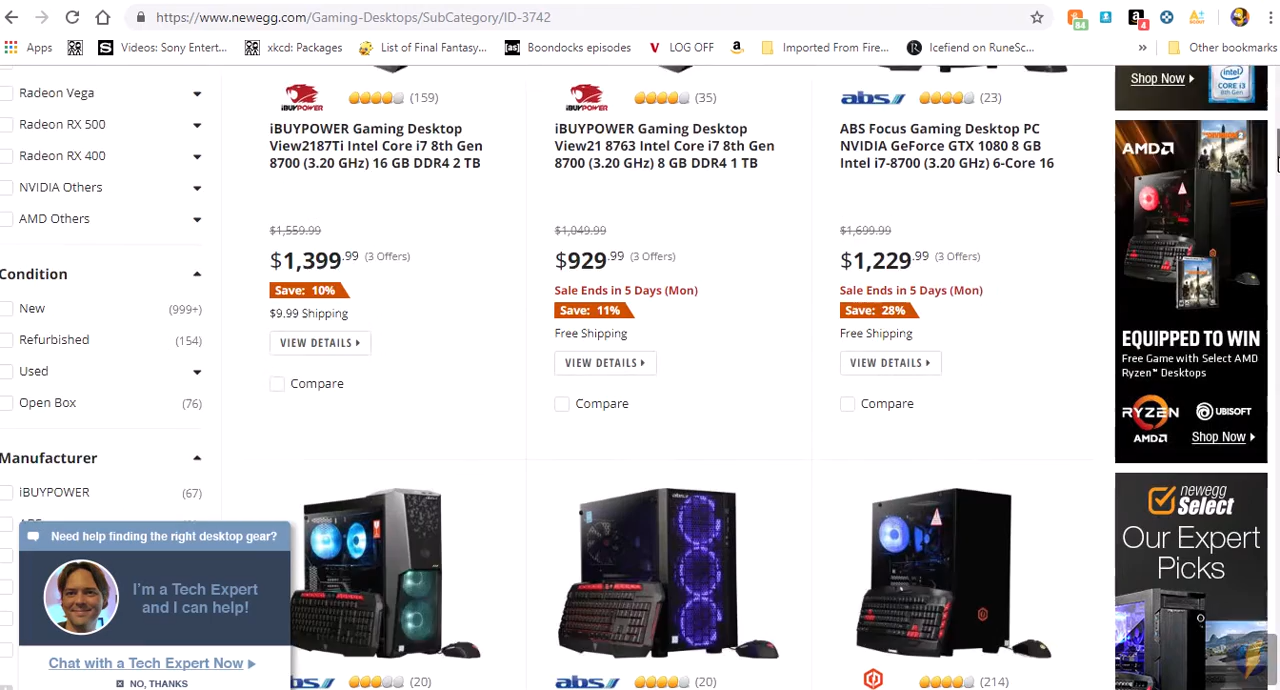 https://www.newegg.com/Gaming-Desktops/SubCategory/ID-3742
84
4
Apps
Videos: Sony Entert...
xkcd: Packages
List of Final Fantasy...
[as] Boondocks episodes
LOG OFF
Imported From Fire...
Icefiend on RuneSc...
»
Other bookmarks
Radeon Vega
Radeon RX 500
Radeon RX 400
NVIDIA Others
AMD Others
Condition
New (999+)
Refurbished (154)
Used
Open Box (76)
Manufacturer
iBUYPOWER (67)
Need help finding the right desktop gear?
I'm a Tech Expert
and I can help!
Chat with a Tech Expert Now
NO, THANKS
iBUYPOWER
(159)
iBUYPOWER Gaming Desktop
View2187Ti Intel Core i7 8th Gen
8700 (3.20 GHz) 16 GB DDR4 2 TB
$1,559.99
$1,399.99 (3 Offers)
Save: 10%
$9.99 Shipping
VIEW DETAILS
Compare
iBUYPOWER
(35)
iBUYPOWER Gaming Desktop
View21 8763 Intel Core i7 8th Gen
8700 (3.20 GHz) 8 GB DDR4 1 TB
$1,049.99
$929.99 (3 Offers)
Sale Ends in 5 Days (Mon)
Save: 11%
Free Shipping
VIEW DETAILS
Compare
abs
(23)
ABS Focus Gaming Desktop PC
NVIDIA GeForce GTX 1080 8 GB
Intel i7-8700 (3.20 GHz) 6-Core 16
$1,699.99
$1,229.99 (3 Offers)
Sale Ends in 5 Days (Mon)
Save: 28%
Free Shipping
VIEW DETAILS
Compare
abs
(20)
abs
(20)
(214)
Shop Now
intel
CORE i3
8th Gen
AMD
EQUIPPED TO WIN
Free Game with Select AMD
Ryzen™ Desktops
RYZEN
AMD
UBISOFT
Shop Now
newegg
Select
Our Expert
Picks